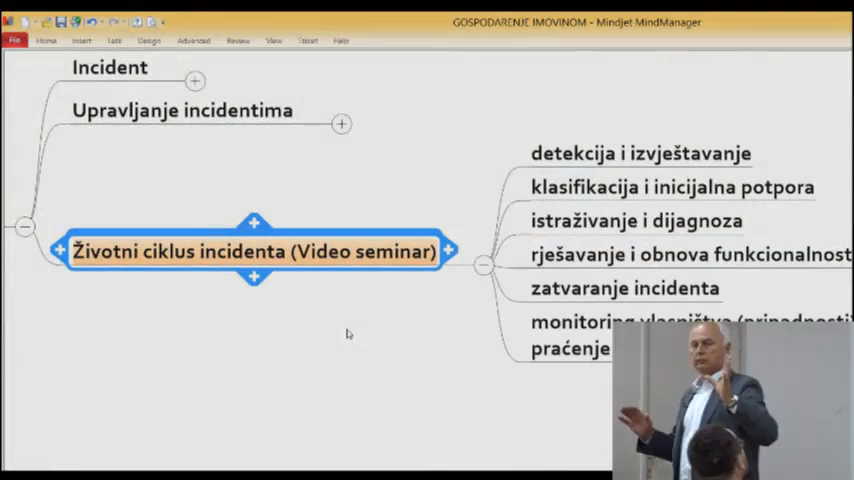 GOSPODARENJE IMOVINOM - Mindjet MindManager
File Home Insert Task Design Advanced Review View Tablet Help
Incident
Upravljanje incidentima
Životni ciklus incidenta (Video seminar)
detekcija i izvještavanje
klasifikacija i inicijalna potpora
istraživanje i dijagnoza
rješavanje i obnova funkcionalnost
zatvaranje incidenta
monitoring vlasništva (pripadnosti)
praćenje